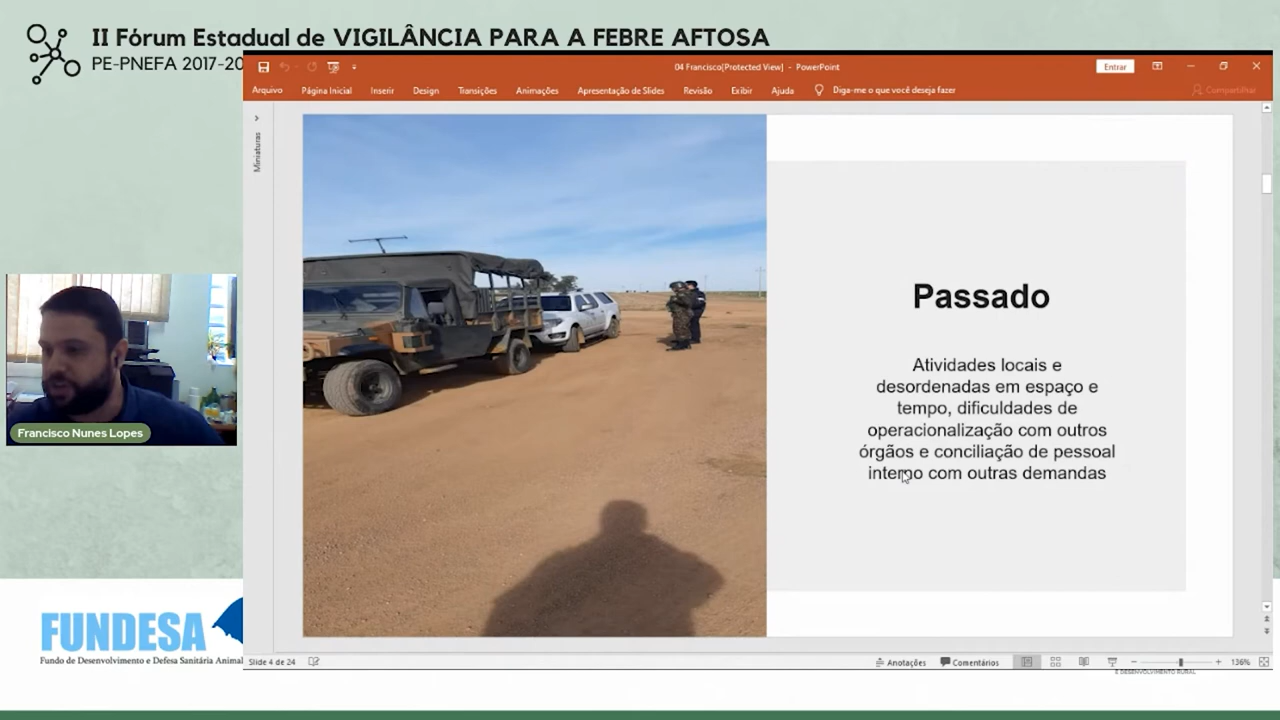 II Fórum Estadual de VIGILÂNCIA PARA A FEBRE AFTOSA
PE-PNEFA 2017-20
04 Francisco[Protected View] - PowerPoint
Entrar
Arquivo Página Inicial Inserir Design Transições Animações Apresentação de Slides Revisão Exibir Ajuda Diga-me o que você deseja fazer Compartilhar
Miniaturas
Passado
Atividades locais e
desordenadas em espaço e
tempo, dificuldades de
operacionalização com outros
órgãos e conciliação de pessoal
interno com outras demandas
Francisco Nunes Lopes
FUNDESA
Fundo de Desenvolvimento e Defesa Sanitária Animal
Slide 4 de 24 Anotações Comentários 136%
E DESENVOLVIMENTO RURAL